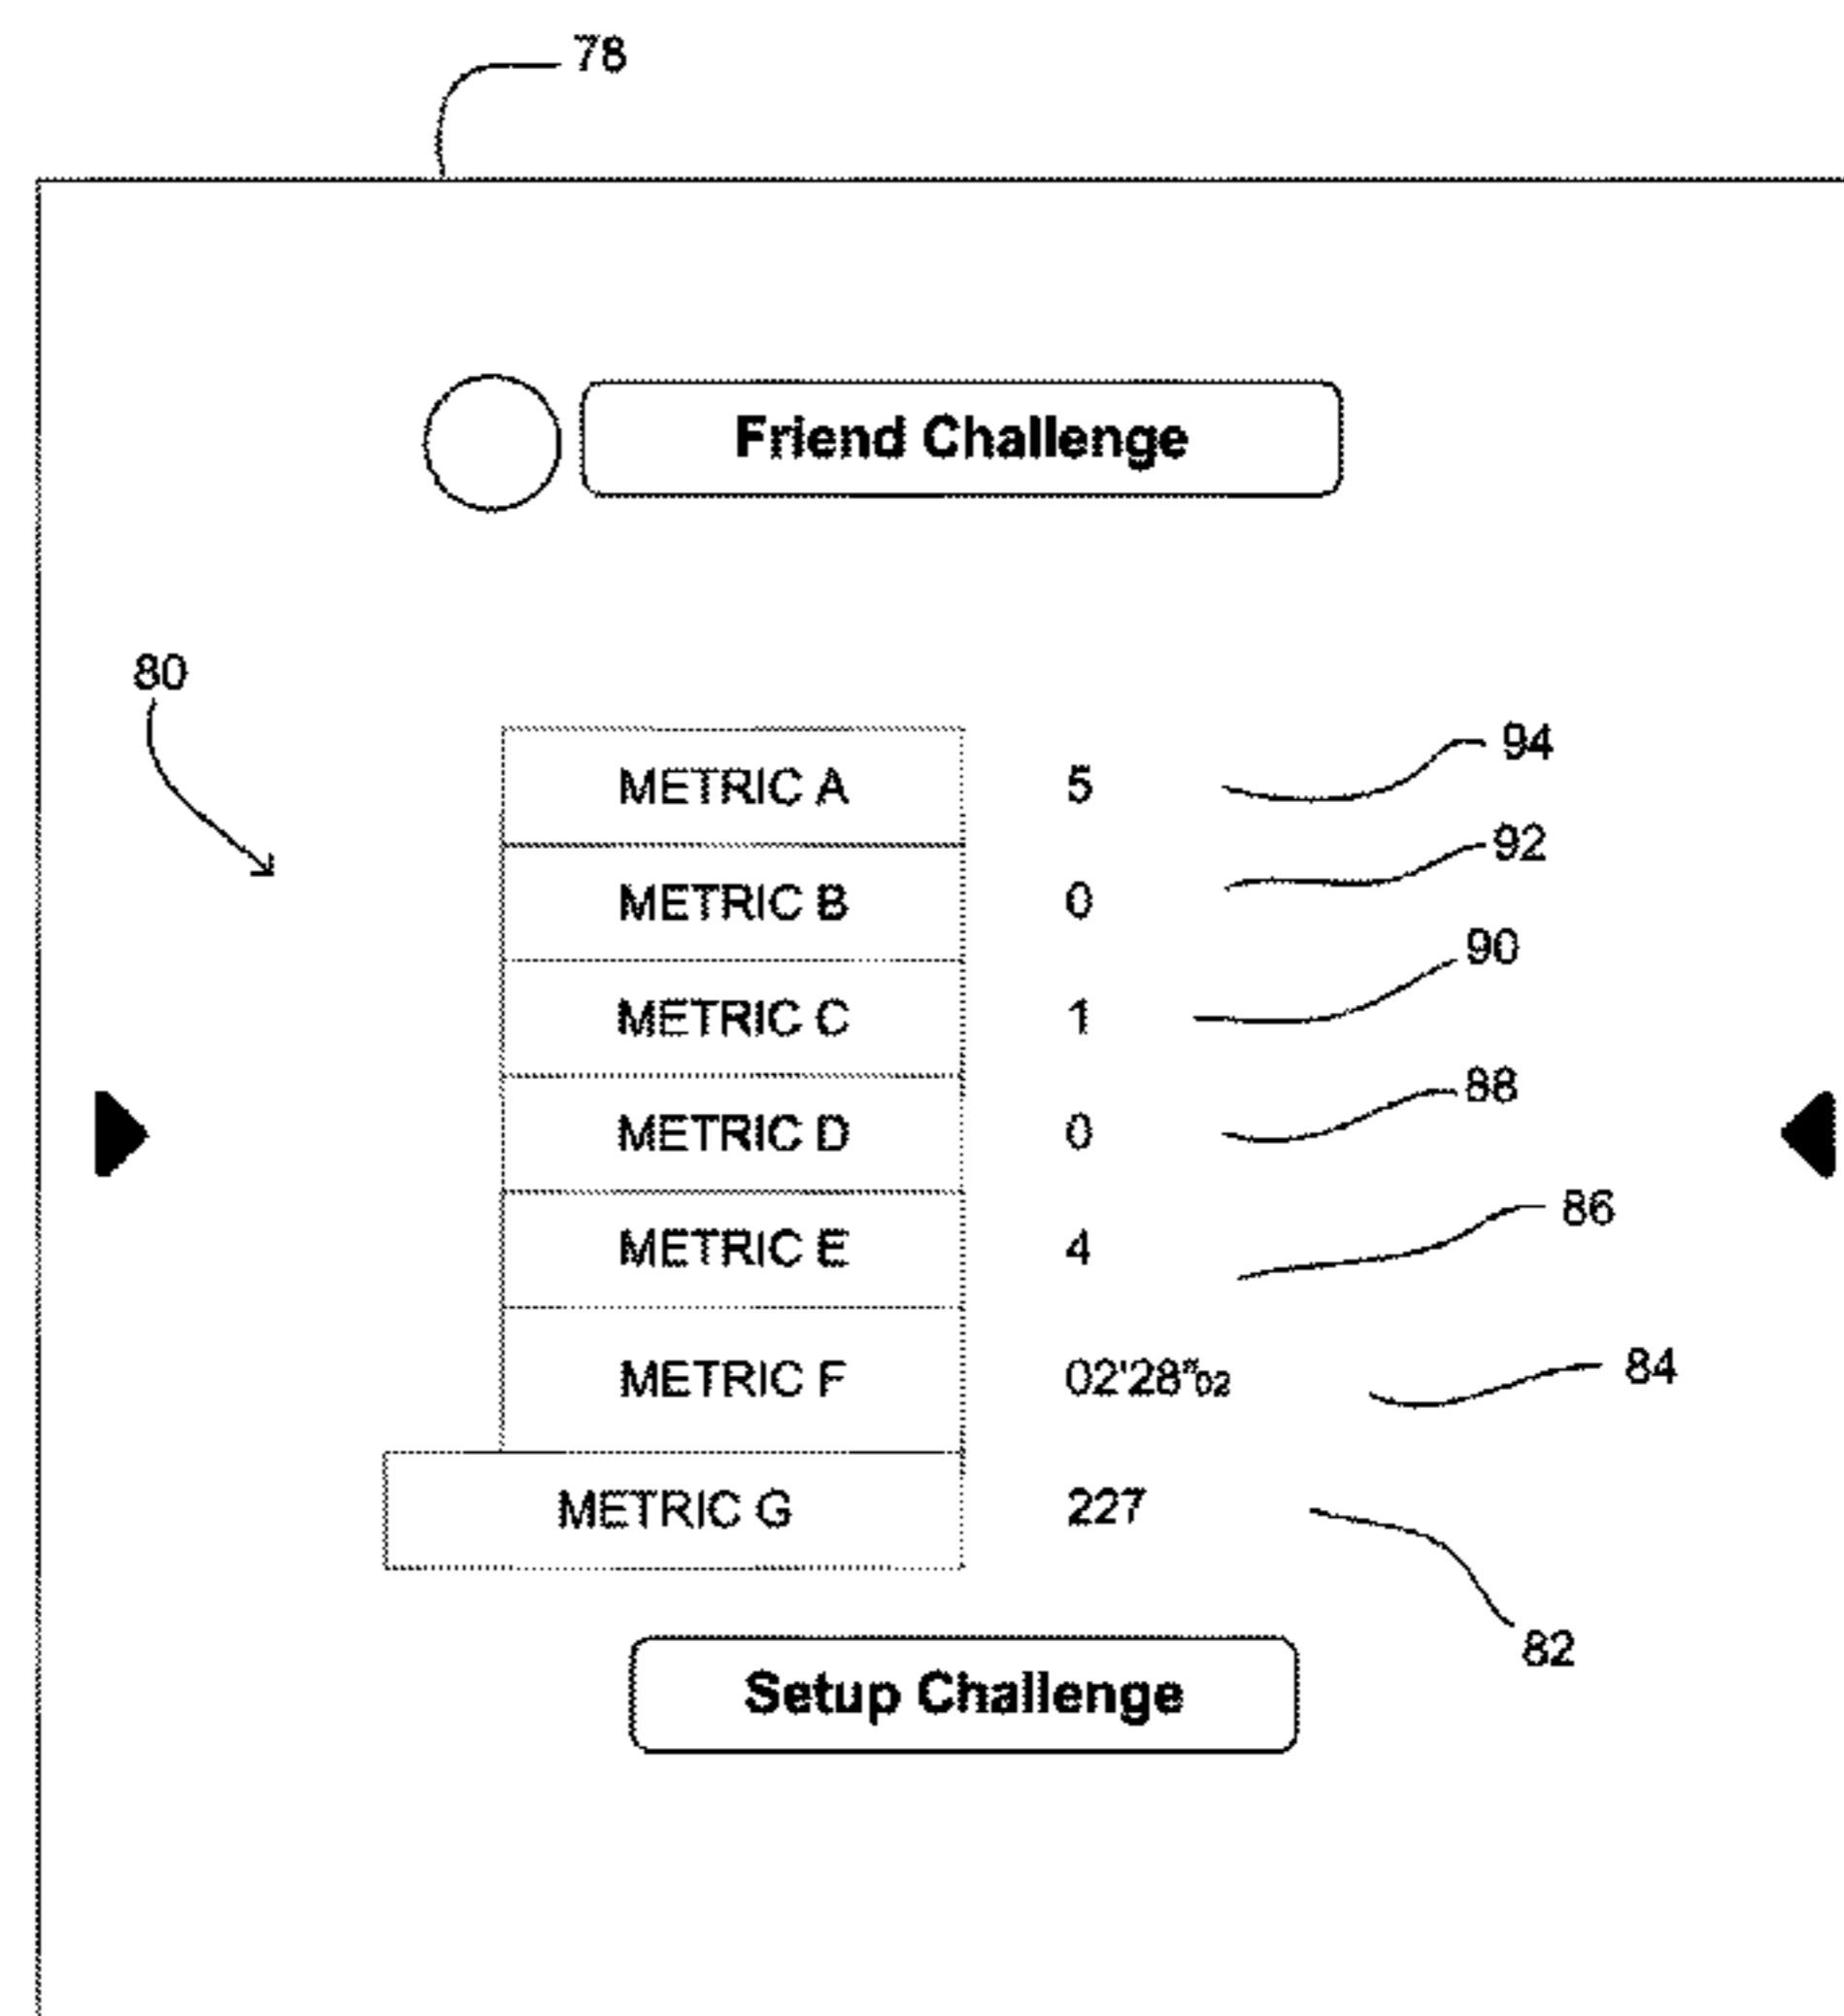 78
Friend Challenge
80
METRIC A 5 94
METRIC B 0 92
METRIC C 1 90
METRIC D 0 88
METRIC E 4 86
METRIC F 02'28"02 84
METRIC G 227 82
Setup Challenge